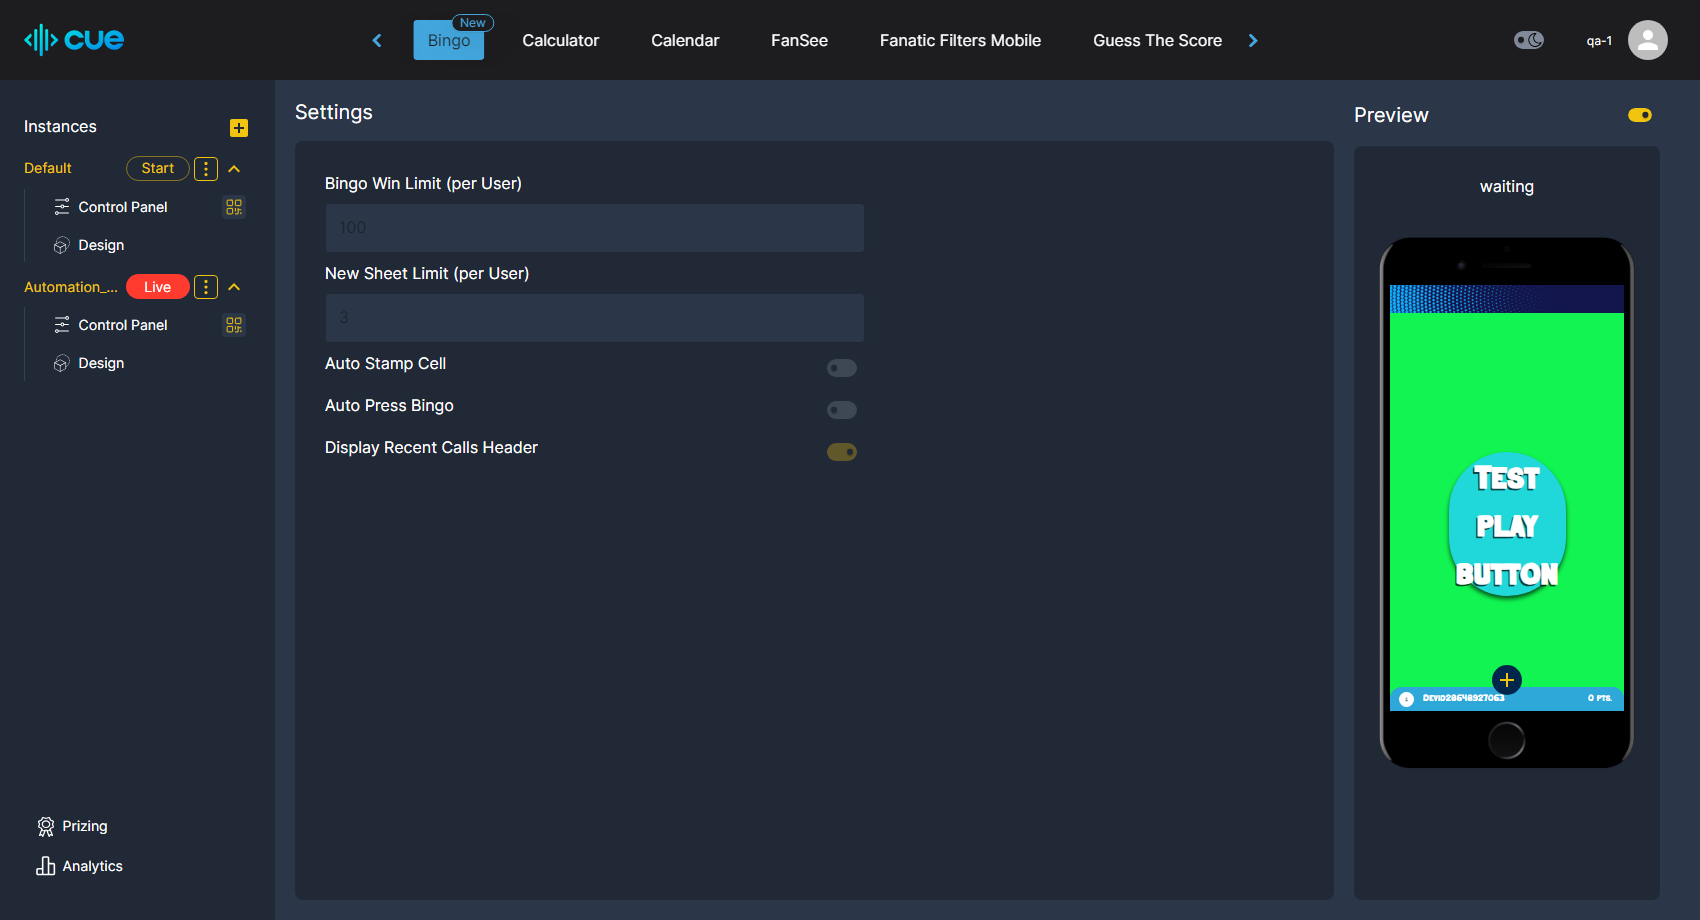 cue
New
Bingo
Calculator
Calendar
FanSee
Fanatic Filters Mobile
Guess The Score
qa-1
Instances
Default
Start
Control Panel
Design
Automation_...
Live
Control Panel
Design
Prizing
Analytics
Settings
Bingo Win Limit (per User)
100
New Sheet Limit (per User)
3
Auto Stamp Cell
Auto Press Bingo
Display Recent Calls Header
Preview
waiting
TEST
PLAY
BUTTON
0 PTS.